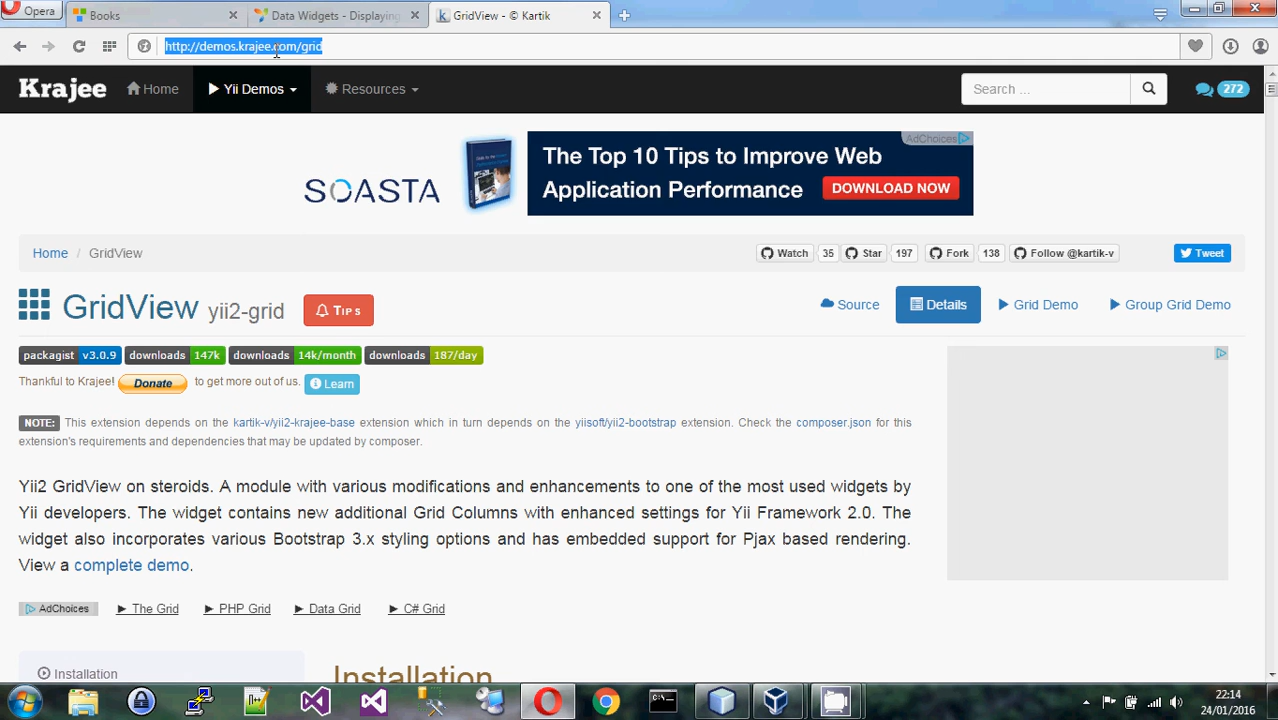 Opera
Books
Data Widgets - Displaying
GridView - © Kartik
http://demos.krajee.com/grid
Krajee
Home
Yii Demos
Resources
Search ...
272
SOASTA
The Top 10 Tips to Improve Web
Application Performance
DOWNLOAD NOW
AdChoices
Home / GridView
Watch 35 Star 197 Fork 138 Follow @kartik-v Tweet
GridView yii2-grid TIPS
Source Details Grid Demo Group Grid Demo
packagist v3.0.9 downloads 147k downloads 14k/month downloads 187/day
Thankful to Krajee! Donate to get more out of us. Learn
NOTE: This extension depends on the kartik-v/yii2-krajee-base extension which in turn depends on the yiisoft/yii2-bootstrap extension. Check the composer.json for this
extension's requirements and dependencies that may be updated by composer.
Yii2 GridView on steroids. A module with various modifications and enhancements to one of the most used widgets by
Yii developers. The widget contains new additional Grid Columns with enhanced settings for Yii Framework 2.0. The
widget also incorporates various Bootstrap 3.x styling options and has embedded support for Pjax based rendering.
View a complete demo.
AdChoices ► The Grid ► PHP Grid ► Data Grid ► C# Grid
Installation
Installation
22:14
24/01/2016